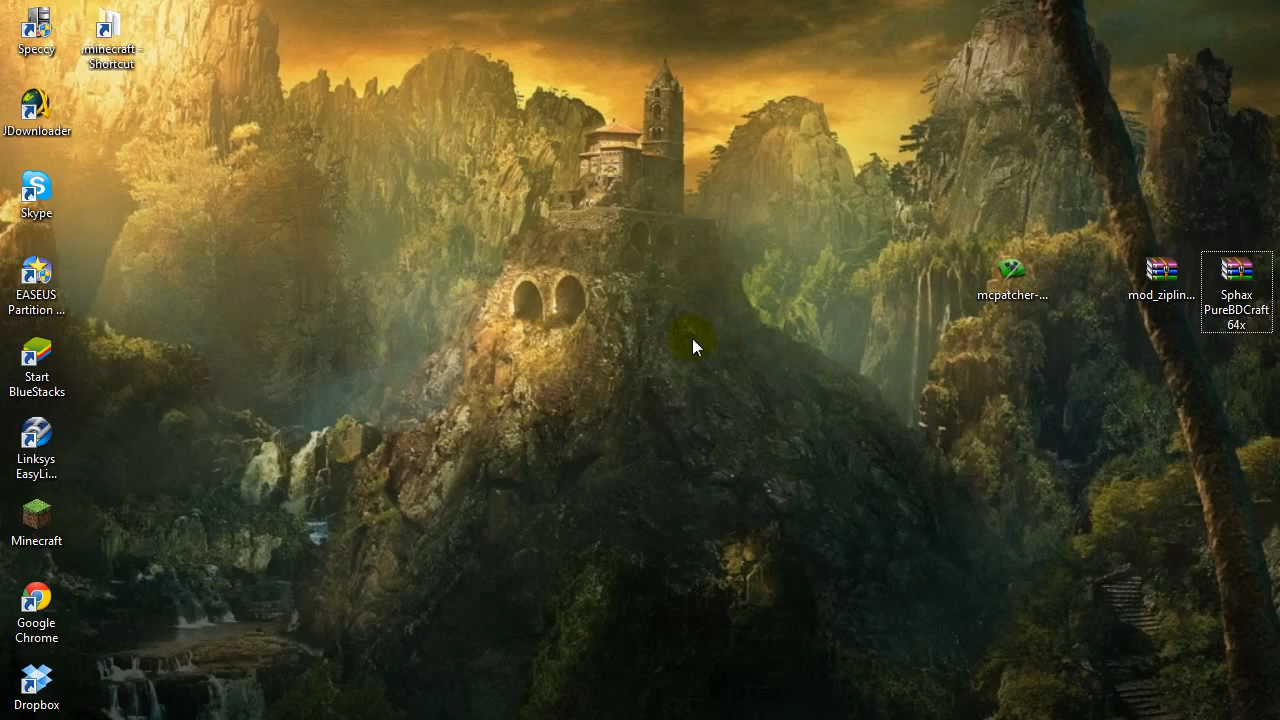 Speccy
.minecraft -
Shortcut
JDownloader
Skype
EASEUS
Partition ...
Start
BlueStacks
Linksys
EasyLi...
Minecraft
Google
Chrome
Dropbox
mcpatcher-...
mod_ziplin...
Sphax
PureBDCraft
64x